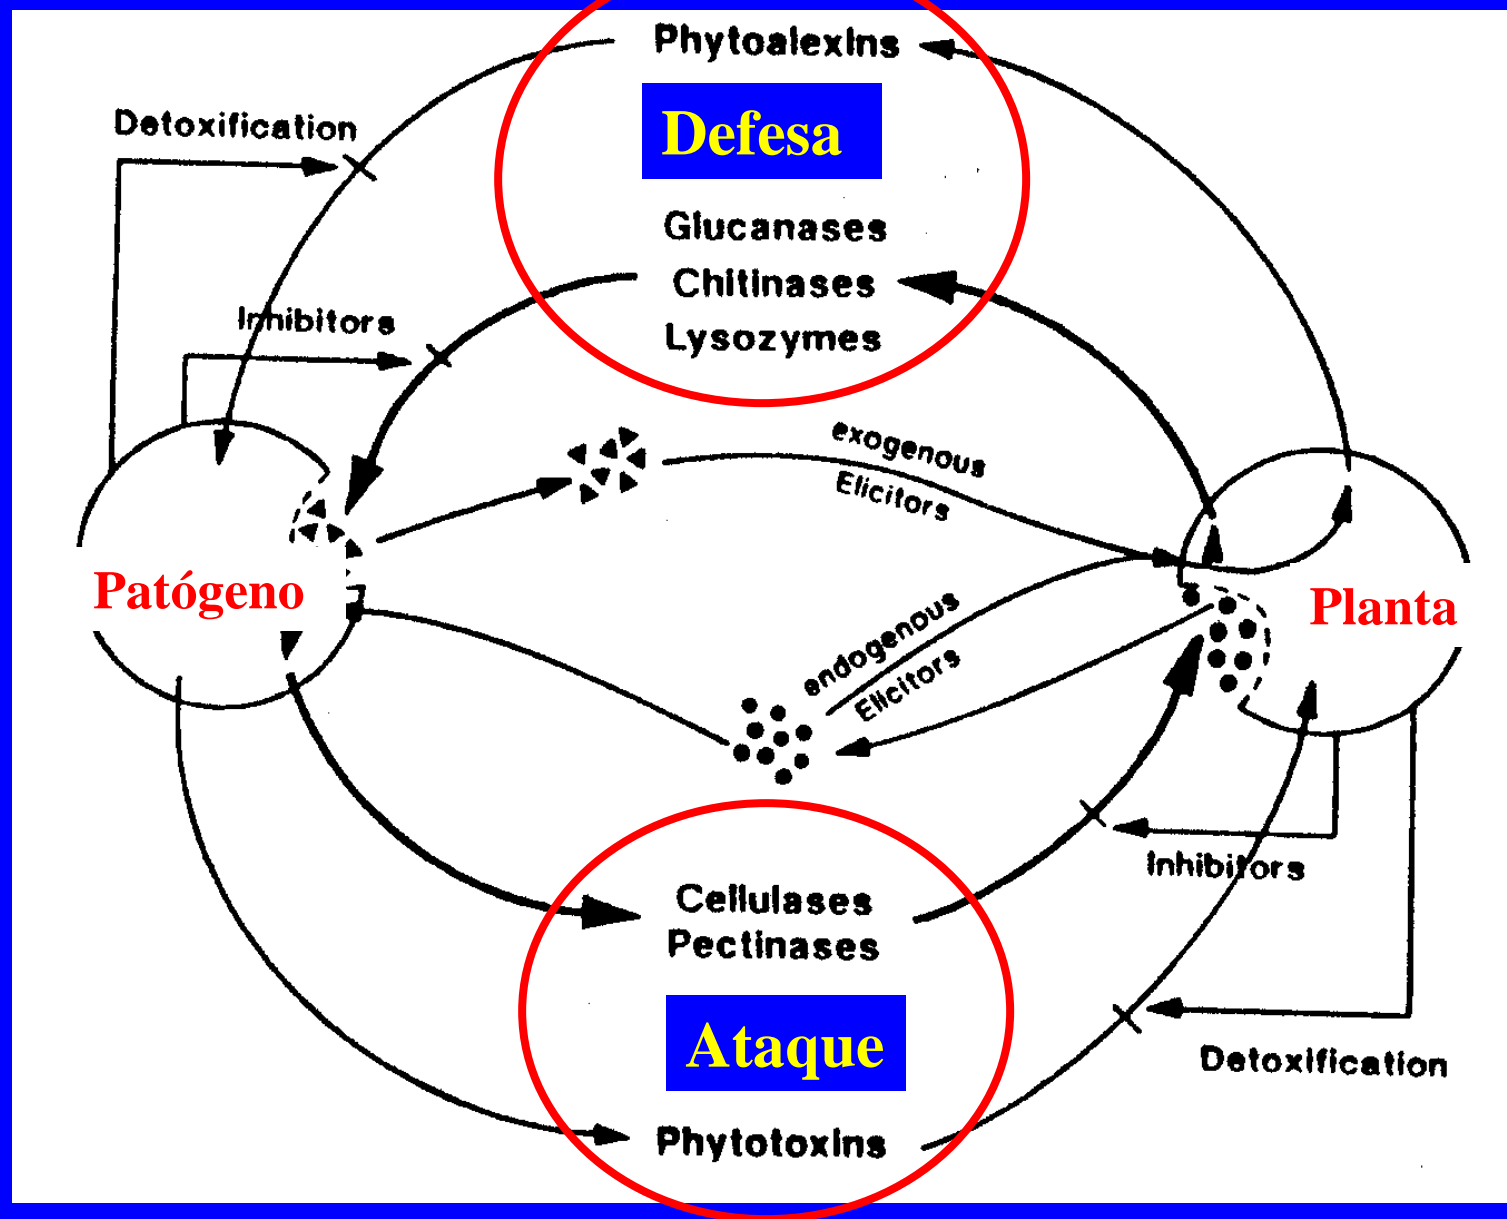 Phytoalexins
Detoxification
Defesa
Glucanases
Chitinases
Lysozymes
Inhibitors
exogenous
Elicitors
Patógeno
Planta
endogenous
Elicitors
Inhibitors
Cellulases
Pectinases
Ataque
Detoxification
Phytotoxins